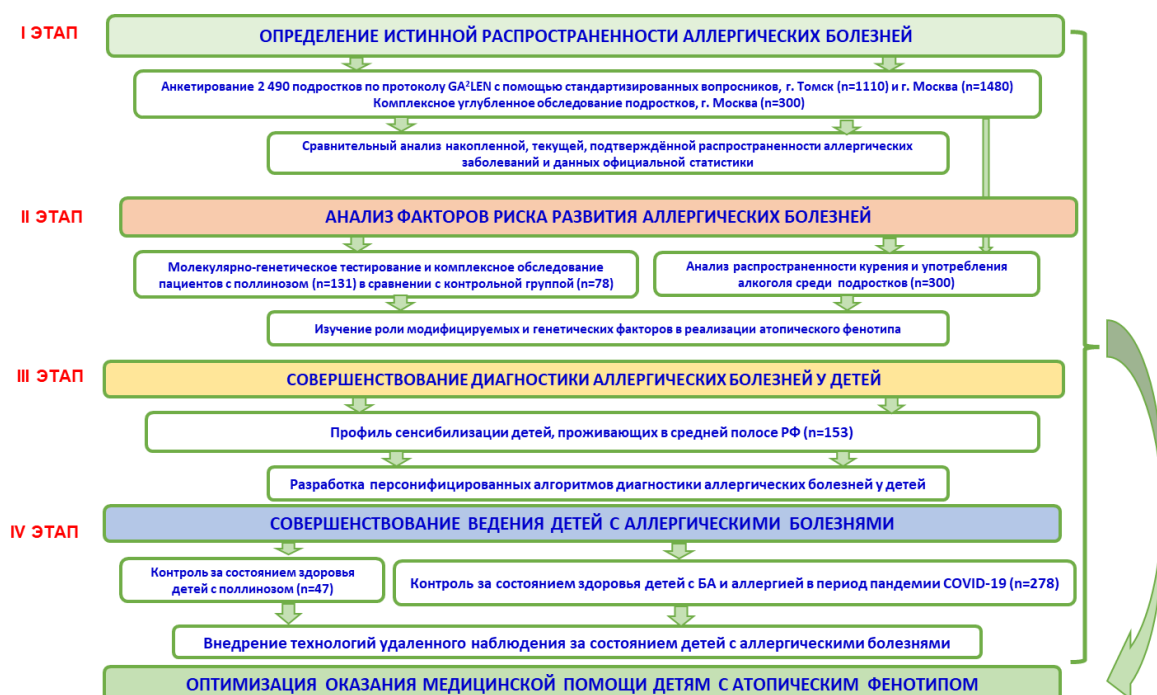 I ЭТАП
ОПРЕДЕЛЕНИЕ ИСТИННОЙ РАСПРОСТРАНЕННОСТИ АЛЛЕРГИЧЕСКИХ БОЛЕЗНЕЙ
Анкетирование 2 490 подростков по протоколу GA²LEN с помощью стандартизированных вопросников, г. Томск (n=1110) и г. Москва (n=1480)
Комплексное углубленное обследование подростков, г. Москва (n=300)
Сравнительный анализ накопленной, текущей, подтверждённой распространенности аллергических
заболеваний и данных официальной статистики
II ЭТАП
АНАЛИЗ ФАКТОРОВ РИСКА РАЗВИТИЯ АЛЛЕРГИЧЕСКИХ БОЛЕЗНЕЙ
Молекулярно-генетическое тестирование и комплексное обследование
пациентов с поллинозом (n=131) в сравнении с контрольной группой (n=78)
Анализ распространенности курения и употребления
алкоголя среди подростков (n=300)
Изучение роли модифицируемых и генетических факторов в реализации атопического фенотипа
III ЭТАП
СОВЕРШЕНСТВОВАНИЕ ДИАГНОСТИКИ АЛЛЕРГИЧЕСКИХ БОЛЕЗНЕЙ У ДЕТЕЙ
Профиль сенсибилизации детей, проживающих в средней полосе РФ (n=153)
Разработка персонифицированных алгоритмов диагностики аллергических болезней у детей
IV ЭТАП
СОВЕРШЕНСТВОВАНИЕ ВЕДЕНИЯ ДЕТЕЙ С АЛЛЕРГИЧЕСКИМИ БОЛЕЗНЯМИ
Контроль за состоянием здоровья
детей с поллинозом (n=47)
Контроль за состоянием здоровья детей с БА и аллергией в период пандемии COVID-19 (n=278)
Внедрение технологий удаленного наблюдения за состоянием детей с аллергическими болезнями
ОПТИМИЗАЦИЯ ОКАЗАНИЯ МЕДИЦИНСКОЙ ПОМОЩИ ДЕТЯМ С АТОПИЧЕСКИМ ФЕНОТИПОМ